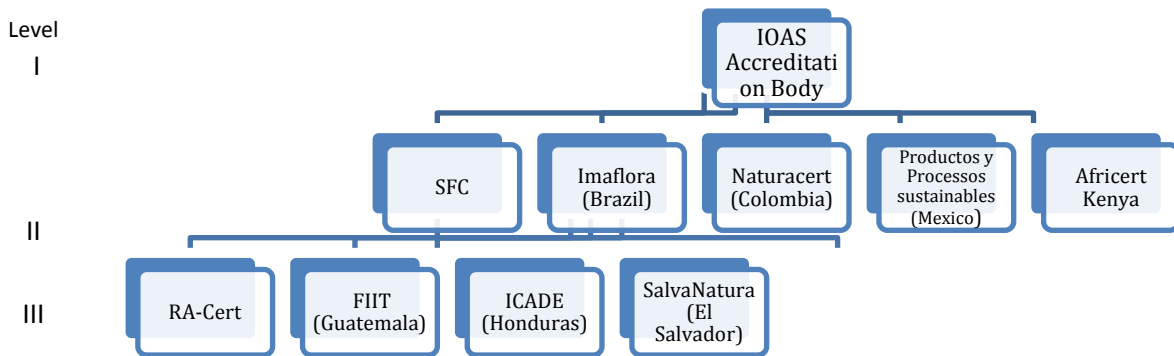 Level
I
IOAS
Accreditati
on Body
SFC
Imaflora
(Brazil)
Naturacert
(Colombia)
Productos y
Processos
sustainables
(Mexico)
Africert
Kenya
II
RA-Cert
FIIT
(Guatemala)
ICADE
(Honduras)
SalvaNatura
(El
Salvador)
III